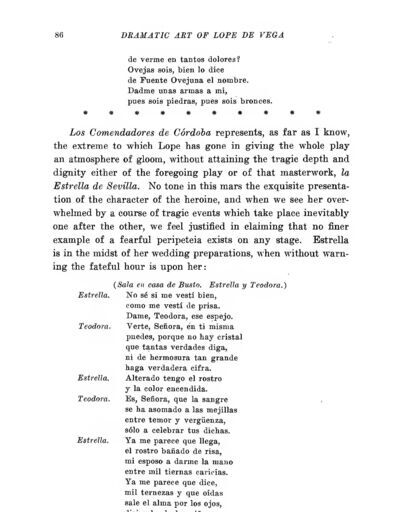 86 DRAMATIC ART OF LOPE DE VEGA
de verme en tantos dolores?
Ovejas sois, bien lo dice
de Fuente Ovejuna el nombre.
Dadme unas armas a mi,
pues sois piedras, pues sois bronces.
* * * * * * * * *
Los Comendadores de Córdoba represents, as far as I know,
the extreme to which Lope has gone in giving the whole play
an atmosphere of gloom, without attaining the tragic depth and
dignity either of the foregoing play or of that masterwork, la
Estrella de Sevilla. No tone in this mars the exquisite presenta-
tion of the character of the heroine, and when we see her over-
whelmed by a course of tragic events which take place inevitably
one after the other, we feel justified in claiming that no finer
example of a fearful peripeteia exists on any stage. Estrella
is in the midst of her wedding preparations, when without warn-
ing the fateful hour is upon her:
(Sala en casa de Busto. Estrella y Teodora.)
Estrella. No sé si me vestí bien,
como me vestí de prisa.
Dame, Teodora, ese espejo.
Teodora. Verte, Señora, en ti misma
puedes, porque no hay cristal
que tantas verdades diga,
ni de hermosura tan grande
haga verdadera cifra.
Estrella. Alterado tengo el rostro
y la color encendida.
Teodora. Es, Señora, que la sangre
se ha asomado a las mejillas
entre temor y vergüenza,
sólo a celebrar tus dichas.
Estrella. Ya me parece que llega,
el rostro bañado de risa,
mi esposo a darme la mano
entre mil tiernas caricias.
Ya me parece que dice,
mil ternezas y que oídas
sale el alma por los ojos,